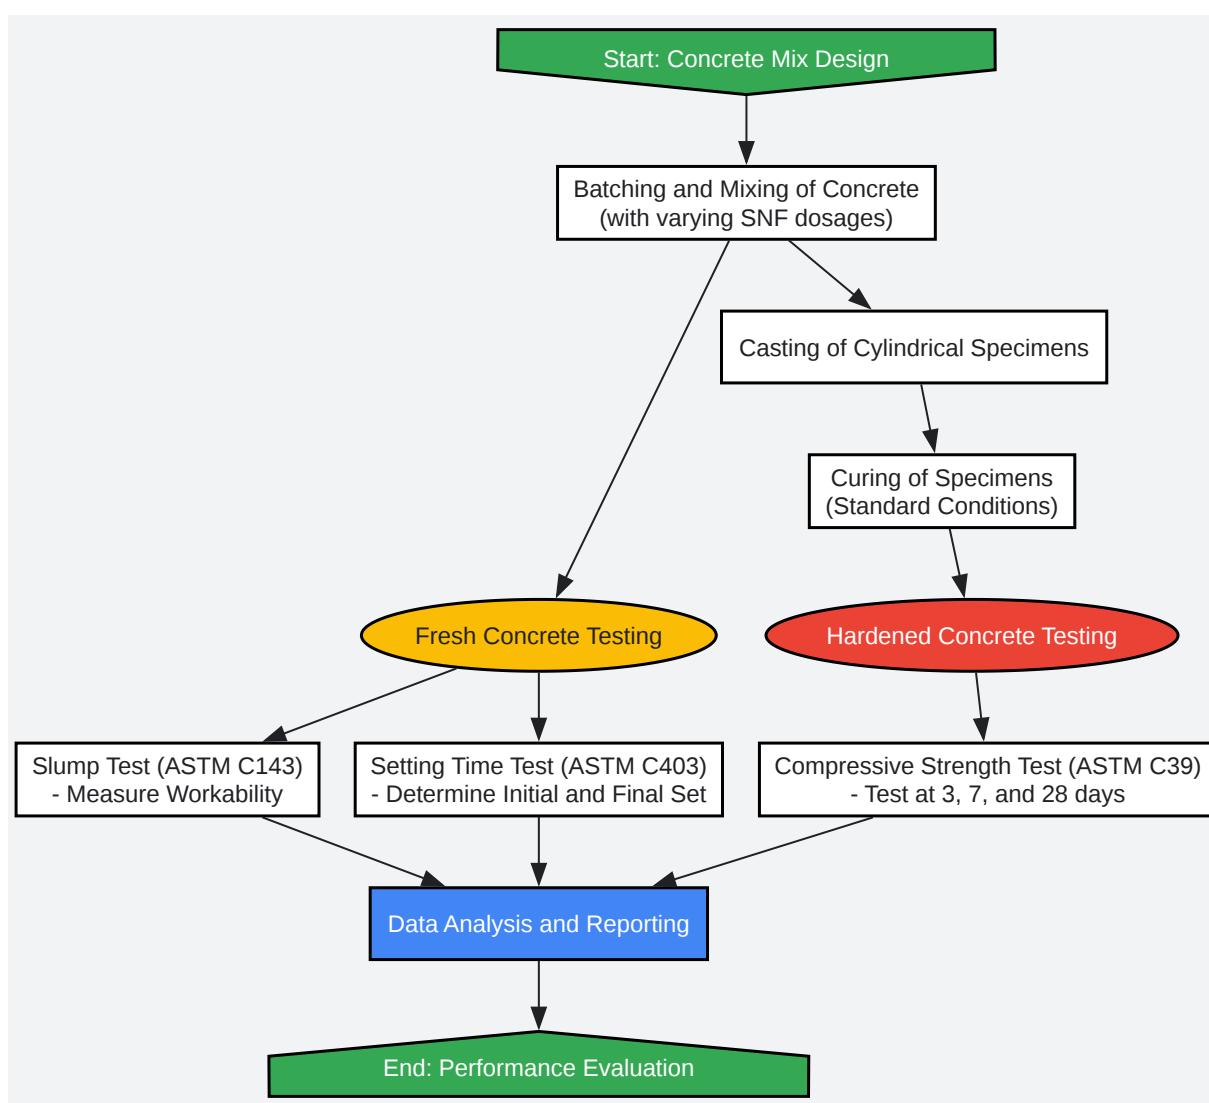 Start: Concrete Mix Design
Batching and Mixing of Concrete
(with varying SNF dosages)
Casting of Cylindrical Specimens
Curing of Specimens
(Standard Conditions)
Fresh Concrete Testing
Hardened Concrete Testing
Slump Test (ASTM C143)
- Measure Workability
Setting Time Test (ASTM C403)
- Determine Initial and Final Set
Compressive Strength Test (ASTM C39)
- Test at 3, 7, and 28 days
Data Analysis and Reporting
End: Performance Evaluation